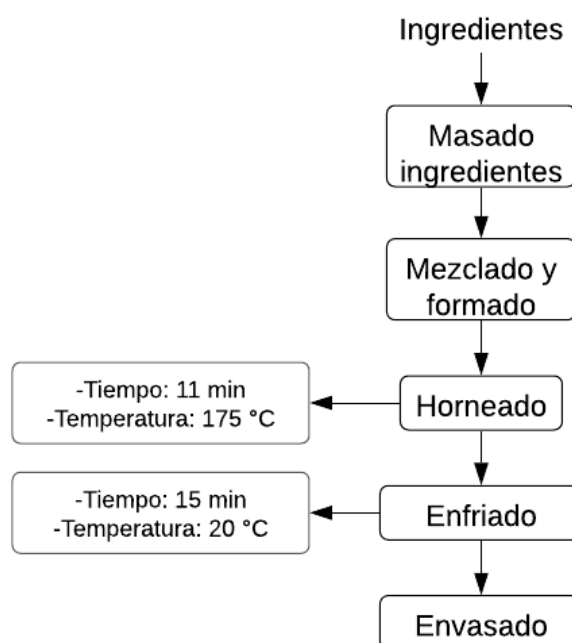 Ingredientes
Masado
ingredientes
Mezclado y
formado
-Tiempo: 11 min
-Temperatura: 175 °C
Horneado
-Tiempo: 15 min
-Temperatura: 20 °C
Enfriado
Envasado